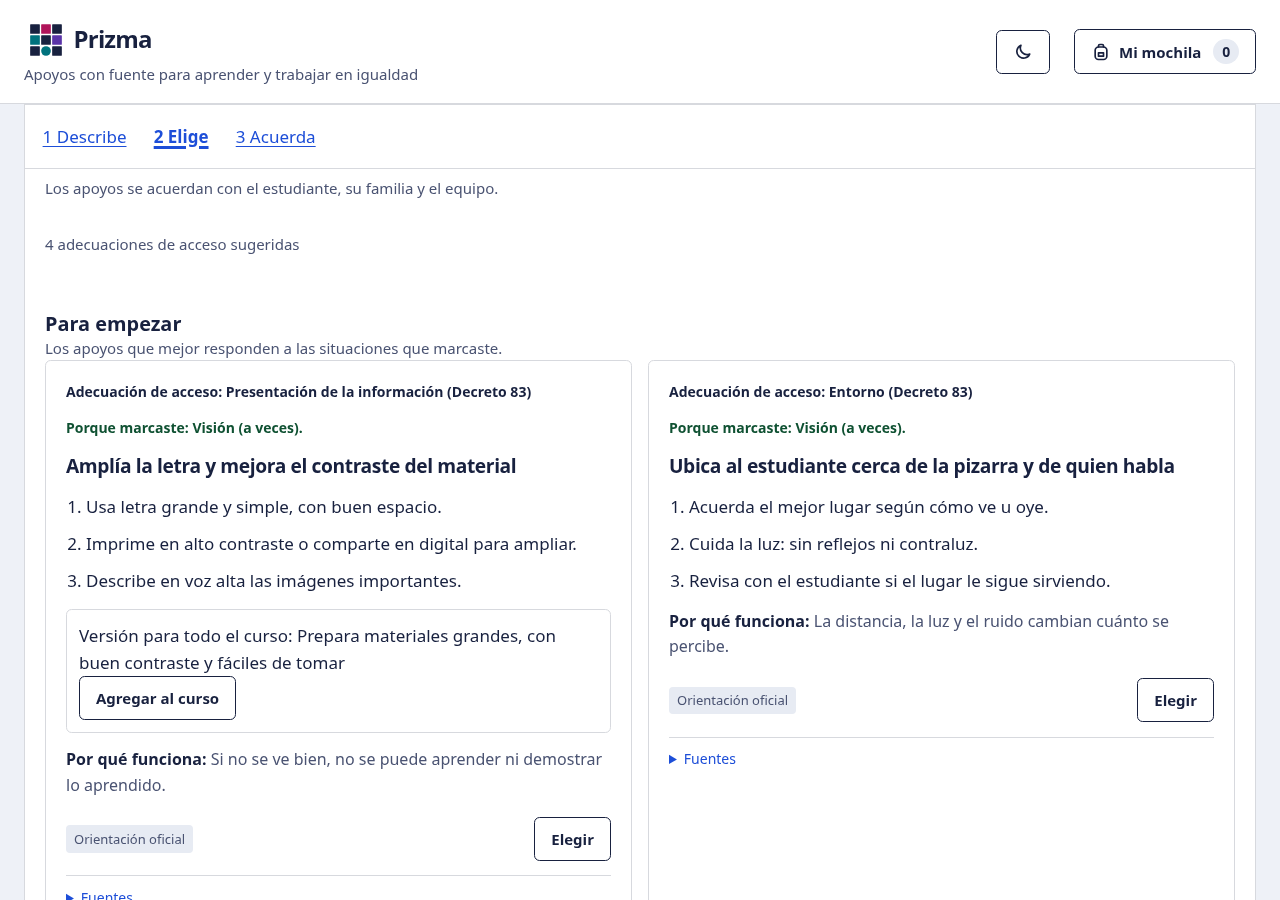 Prizma
Apoyos con fuente para aprender y trabajar en igualdad
Mi mochila 0
1 Describe 2 Elige 3 Acuerda
Los apoyos se acuerdan con el estudiante, su familia y el equipo.
4 adecuaciones de acceso sugeridas
Para empezar
Los apoyos que mejor responden a las situaciones que marcaste.
Adecuación de acceso: Presentación de la información (Decreto 83)
Porque marcaste: Visión (a veces).
Amplía la letra y mejora el contraste del material
1. Usa letra grande y simple, con buen espacio.
2. Imprime en alto contraste o comparte en digital para ampliar.
3. Describe en voz alta las imágenes importantes.
Versión para todo el curso: Prepara materiales grandes, con
buen contraste y fáciles de tomar
Agregar al curso
Por qué funciona: Si no se ve bien, no se puede aprender ni demostrar
lo aprendido.
Orientación oficial
Elegir
Fuentes
Adecuación de acceso: Entorno (Decreto 83)
Porque marcaste: Visión (a veces).
Ubica al estudiante cerca de la pizarra y de quien habla
1. Acuerda el mejor lugar según cómo ve u oye.
2. Cuida la luz: sin reflejos ni contraluz.
3. Revisa con el estudiante si el lugar le sigue sirviendo.
Por qué funciona: La distancia, la luz y el ruido cambian cuánto se
percibe.
Orientación oficial
Elegir
Fuentes